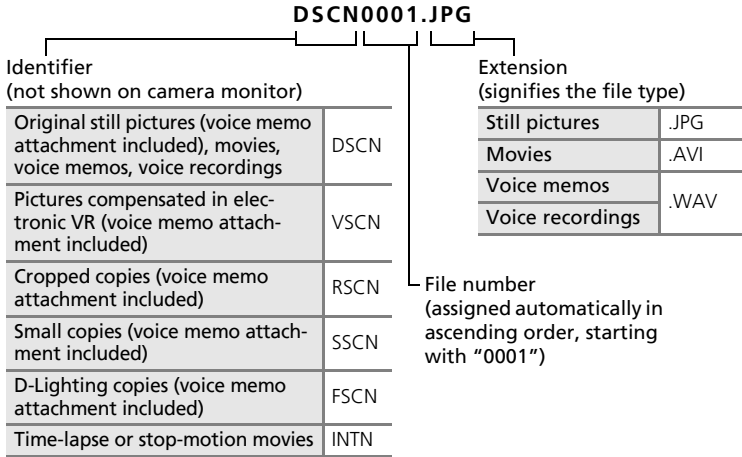 DSCN0001.JPG
Identifier
(not shown on camera monitor)
Original still pictures (voice memo
attachment included), movies,
voice memos, voice recordings
DSCN
Pictures compensated in elec-
tronic VR (voice memo attach-
ment included)
VSCN
Cropped copies (voice memo
attachment included)
RSCN
Small copies (voice memo attach-
ment included)
SSCN
D-Lighting copies (voice memo
attachment included)
FSCN
Time-lapse or stop-motion movies
INTN
Extension
(signifies the file type)
Still pictures
.JPG
Movies
.AVI
Voice memos
.WAV
Voice recordings
File number
(assigned automatically in
ascending order, starting
with “0001”)